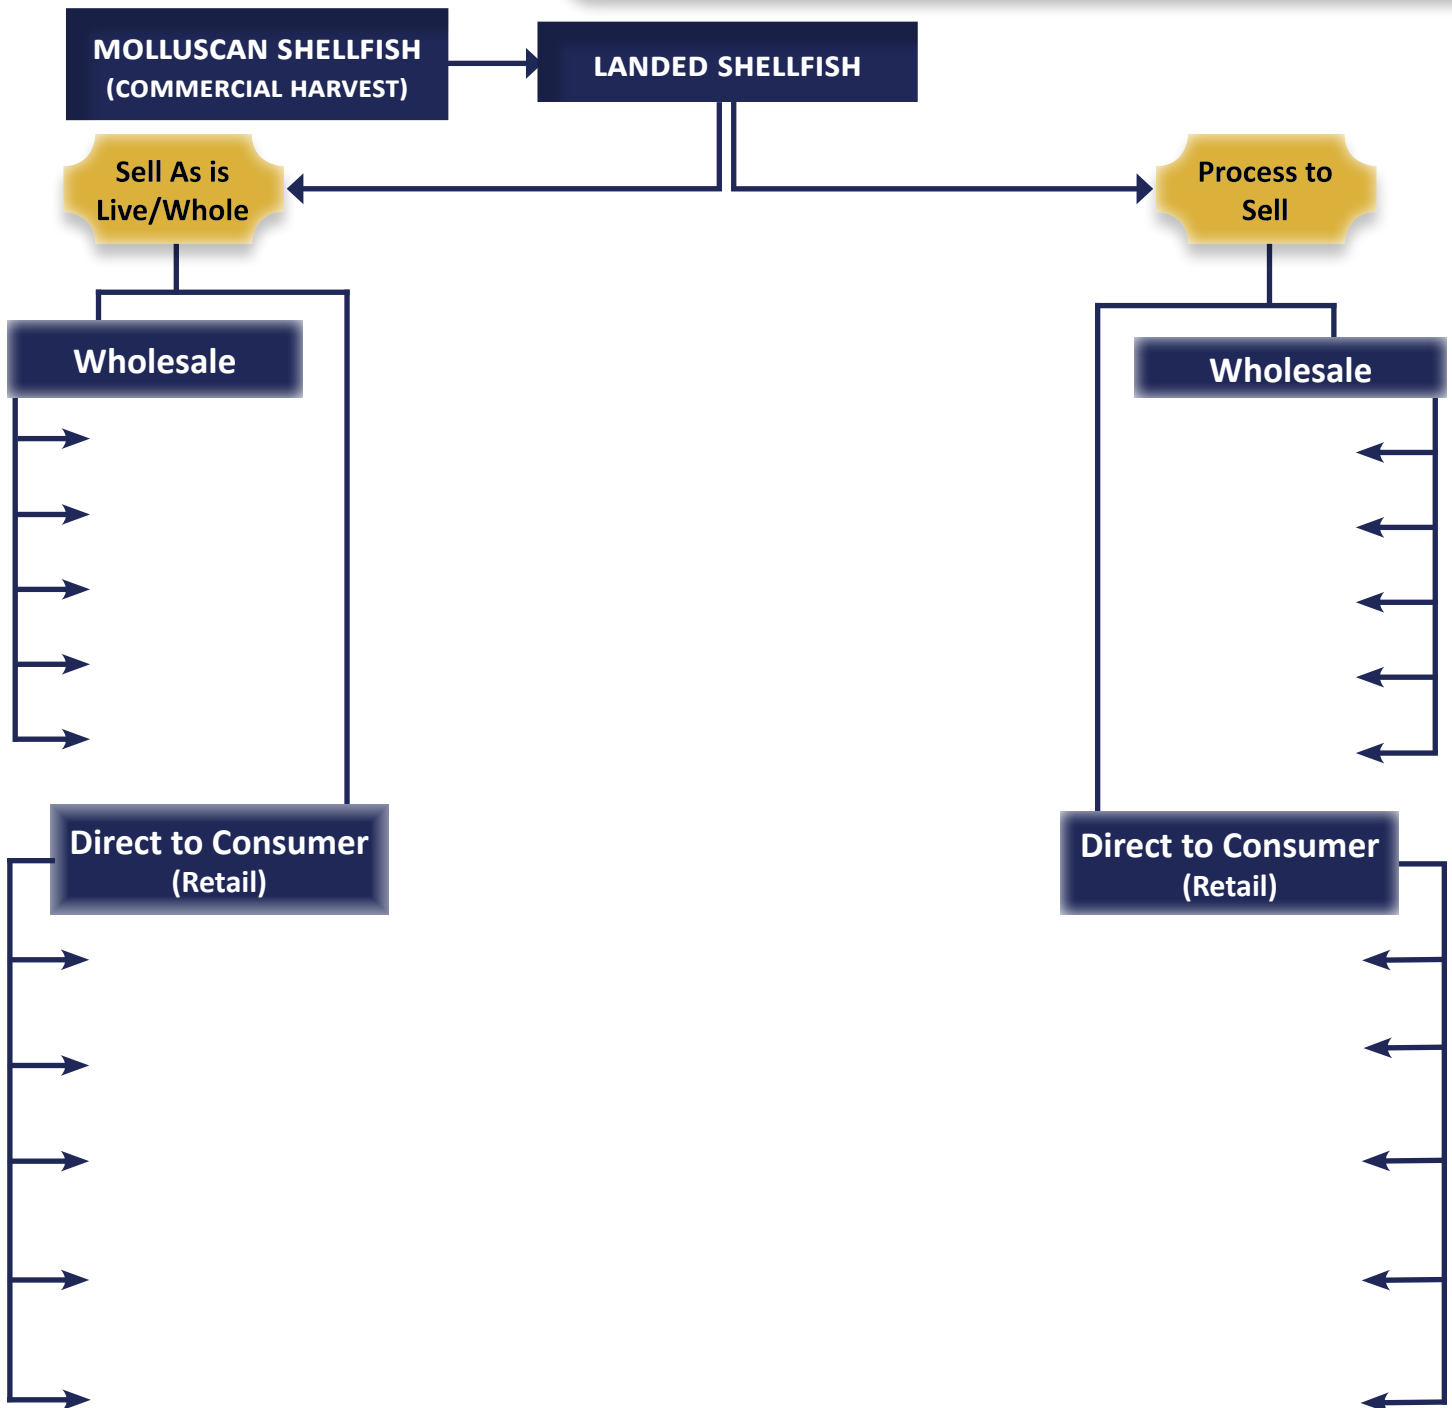 MOLLUSCAN SHELLFISH
(COMMERCIAL HARVEST)
LANDED SHELLFISH
Sell As is
Live/Whole
Process to
Sell
Wholesale
Wholesale
Direct to Consumer
(Retail)
Direct to Consumer
(Retail)